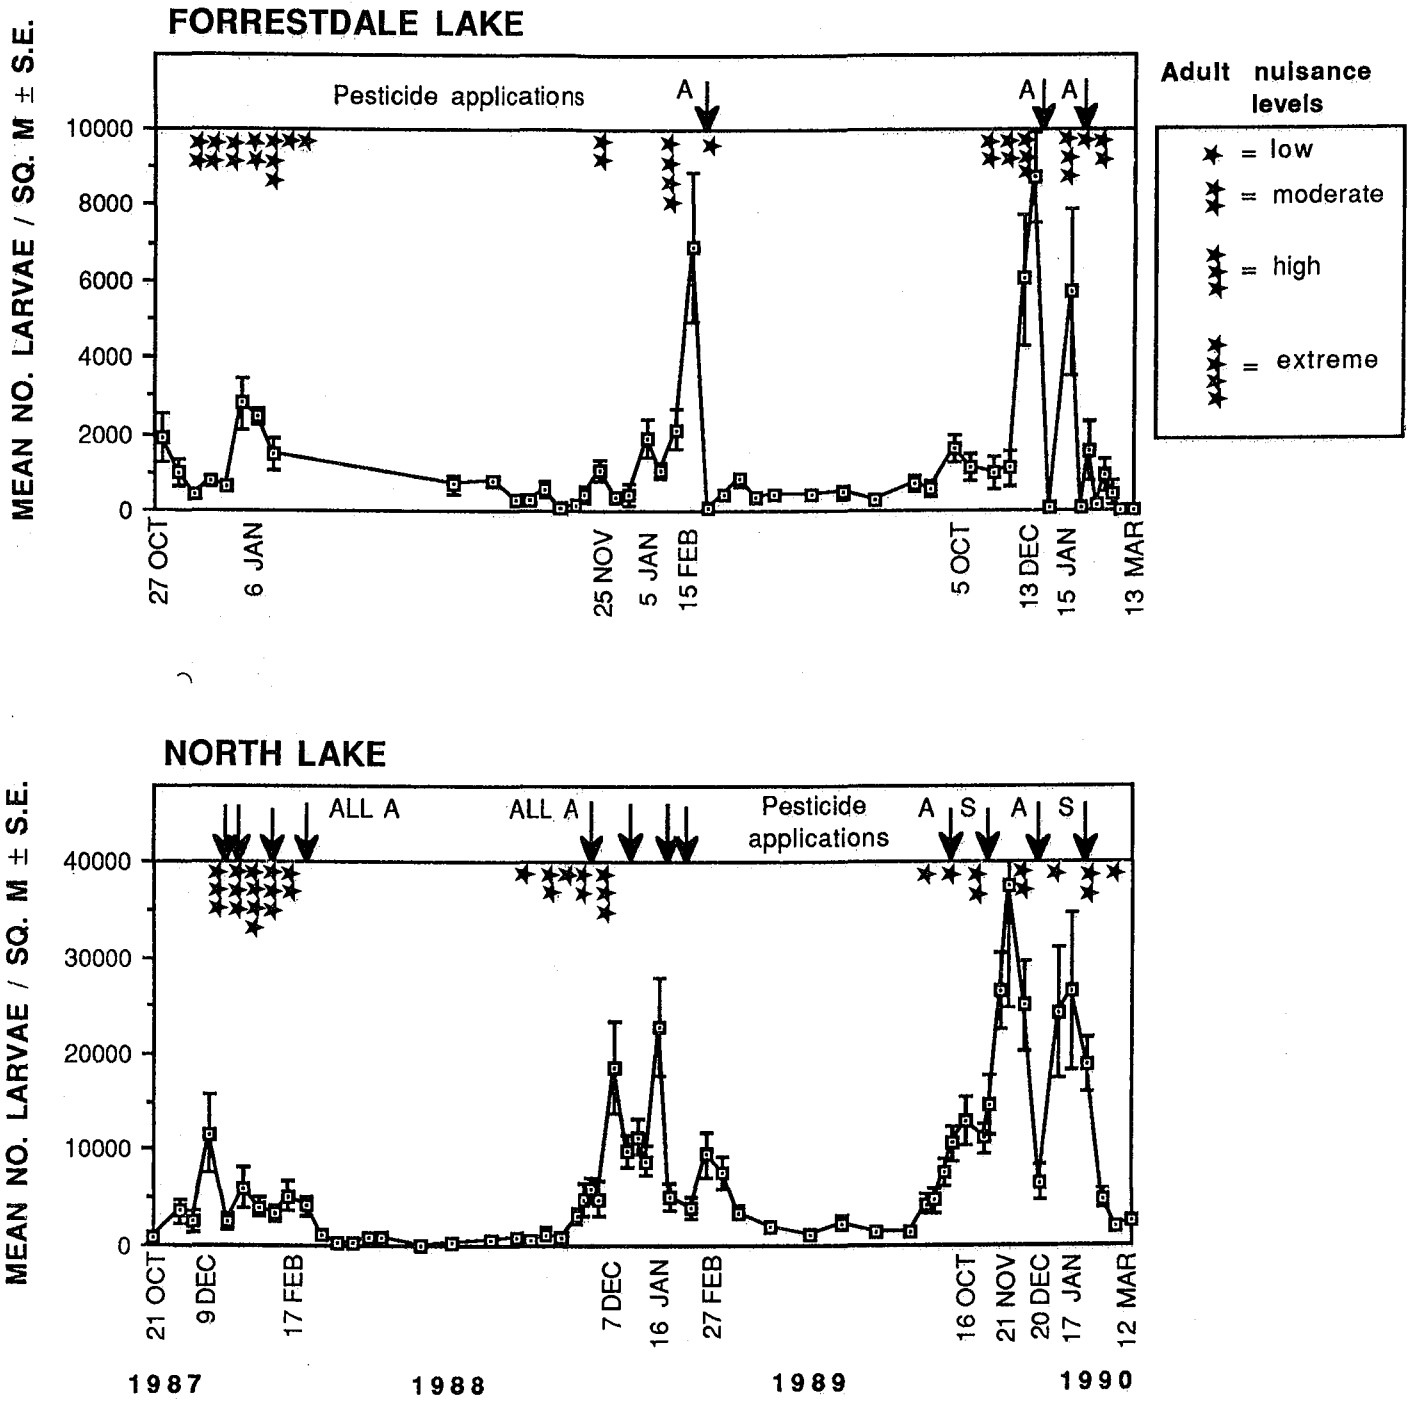 FORRESTDALE LAKE
MEAN NO. LARVAE / SQ. M ± S.E.
Pesticide applications
A
A
A
10000
8000
6000
4000
2000
0
27 OCT
6 JAN
25 NOV
5 JAN
15 FEB
5 OCT
13 DEC
15 JAN
13 MAR
Adult nuisance
levels
= low
= moderate
= high
= extreme
NORTH LAKE
MEAN NO. LARVAE / SQ. M ± S.E.
ALL A
ALL A
Pesticide
applications
A
S
A
S
40000
30000
20000
10000
0
21 OCT
9 DEC
17 FEB
7 DEC
16 JAN
27 FEB
16 OCT
21 NOV
20 DEC
17 JAN
12 MAR
1987
1988
1989
1990